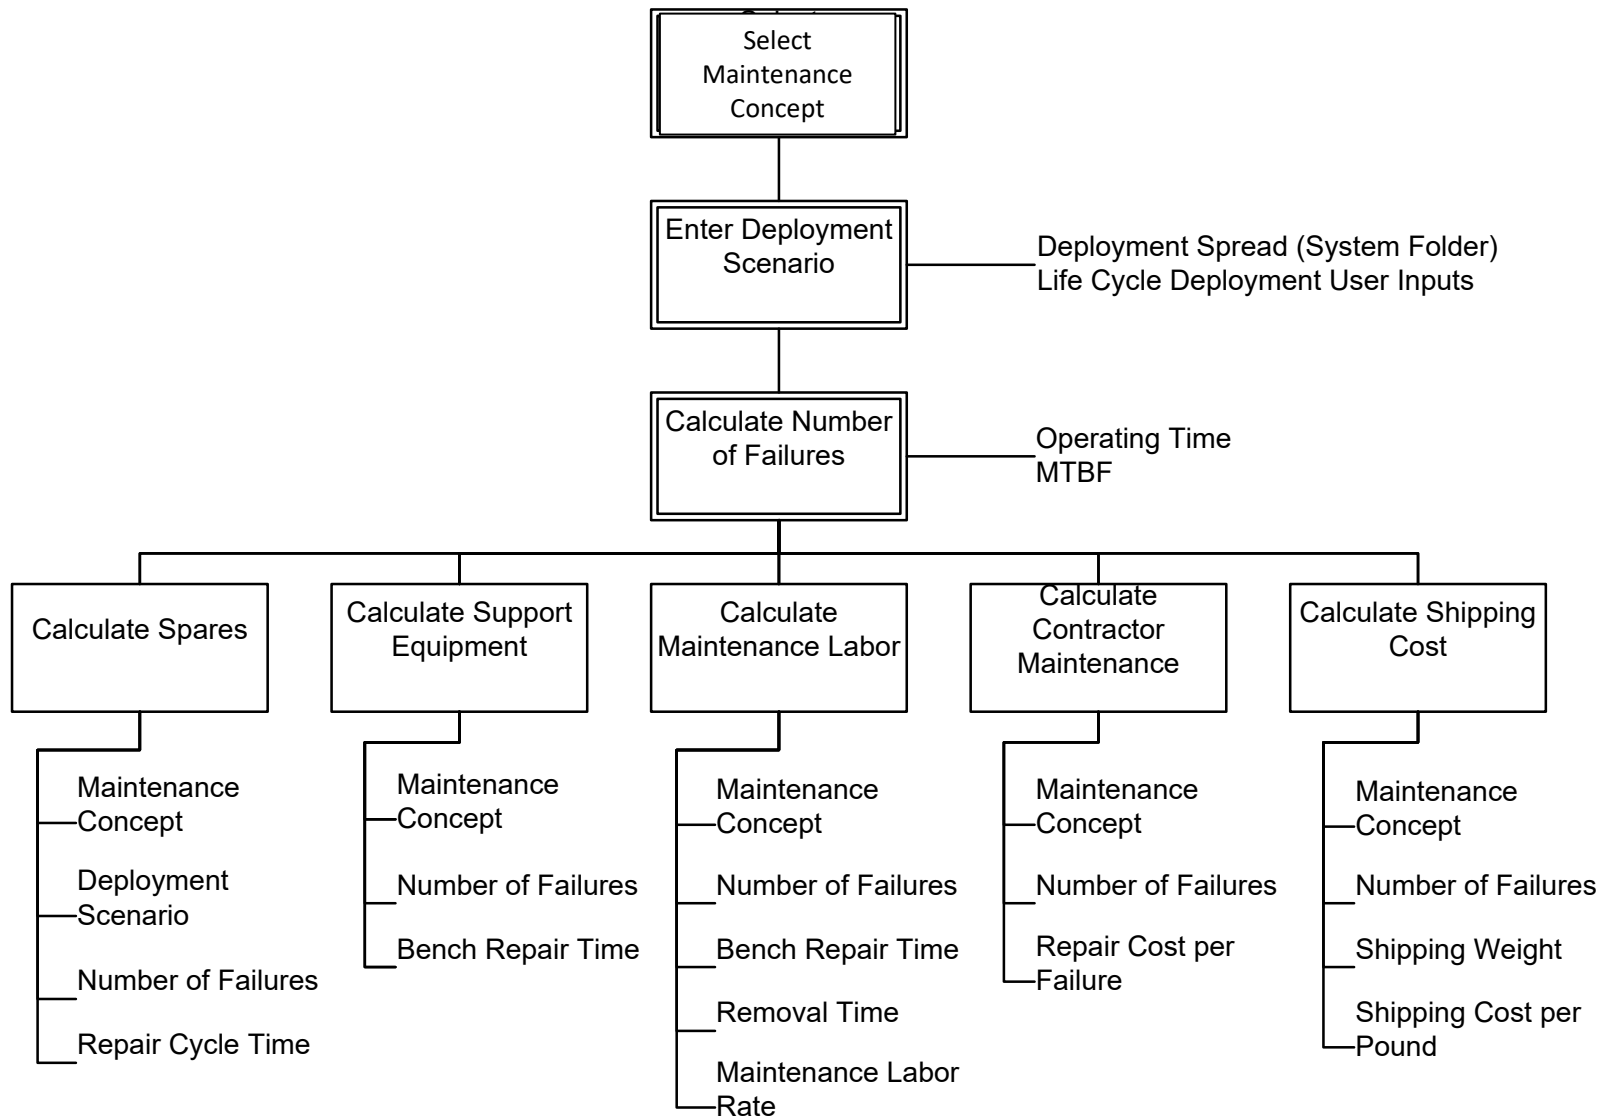 Select
Maintenance
Concept
Enter Deployment
Scenario
Deployment Spread (System Folder)
Life Cycle Deployment User Inputs
Calculate Number
of Failures
Operating Time
MTBF
Calculate Spares
Calculate Support
Equipment
Calculate
Maintenance Labor
Calculate
Contractor
Maintenance
Calculate Shipping
Cost
Maintenance
Concept
Deployment
Scenario
Number of Failures
Repair Cycle Time
Maintenance
Concept
Number of Failures
Bench Repair Time
Maintenance
Concept
Number of Failures
Bench Repair Time
Removal Time
Maintenance Labor
Rate
Maintenance
Concept
Number of Failures
Repair Cost per
Failure
Maintenance
Concept
Number of Failures
Shipping Weight
Shipping Cost per
Pound